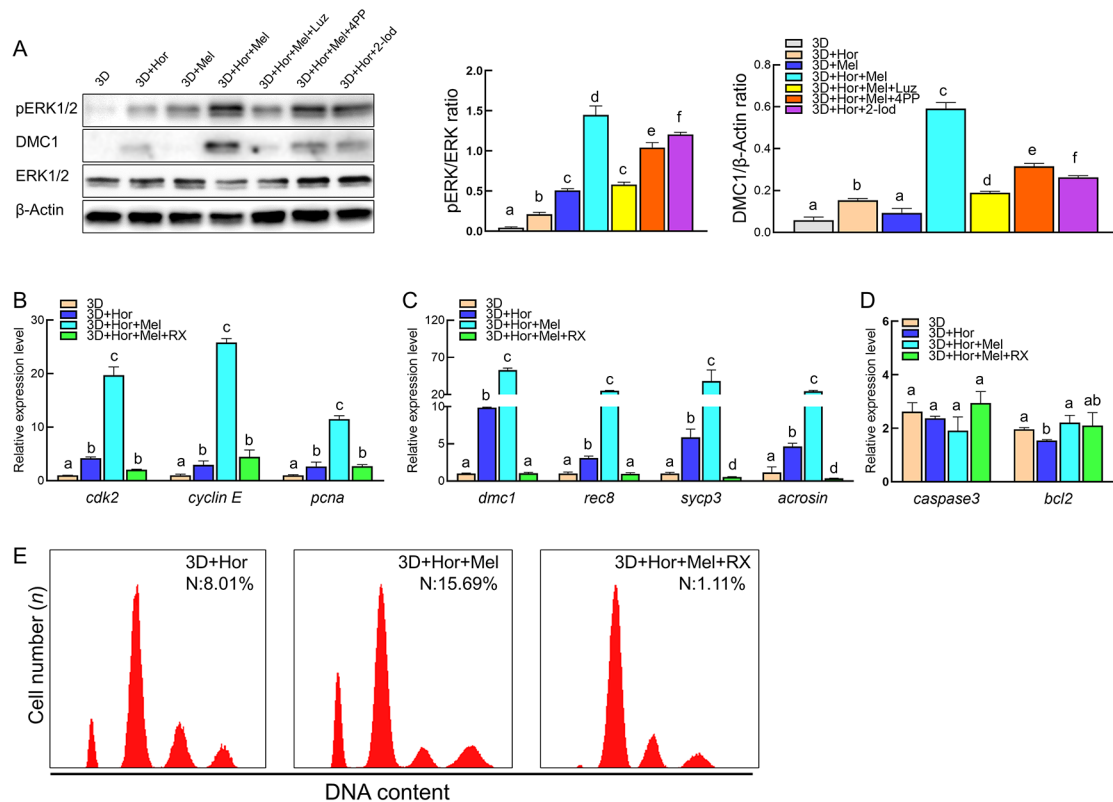 A
3D
3D+Hor
3D+Mel
3D+Hor+Mel
3D+Hor+Mel+Luz
3D+Hor+Mel+4PP
3D+Hor+2-Iod
pERK1/2
DMC1
ERK1/2
β-Actin
pERK/ERK ratio
2.0
1.5
1.0
0.5
0.0
a
b
c
d
c
e
f
DMC1/β-Actin ratio
0.8
0.6
0.4
0.2
0.0
3D
3D+Hor
3D+Mel
3D+Hor+Mel
3D+Hor+Mel+Luz
3D+Hor+Mel+4PP
3D+Hor+2-Iod
a
b
a
c
d
e
f
B
3D
3D+Hor
3D+Hor+Mel
3D+Hor+Mel+RX
Relative expression level
30
20
10
0
a b c b
a b c b
a b c b
cdk2 cyclin E pcna
C
3D
3D+Hor
3D+Hor+Mel
3D+Hor+Mel+RX
Relative expression level
120
70
20
10
5
0
a b c a
a b c a
a b c d
a b c d
dmc1 rec8 sycp3 acrosin
D
3D
3D+Hor
3D+Hor+Mel
3D+Hor+Mel+RX
Relative expression level
6
4
2
0
a a a a
a b a ab
caspase3 bcl2
E
Cell number (n)
3D+Hor
N:8.01%
3D+Hor+Mel
N:15.69%
3D+Hor+Mel+RX
N:1.11%
DNA content